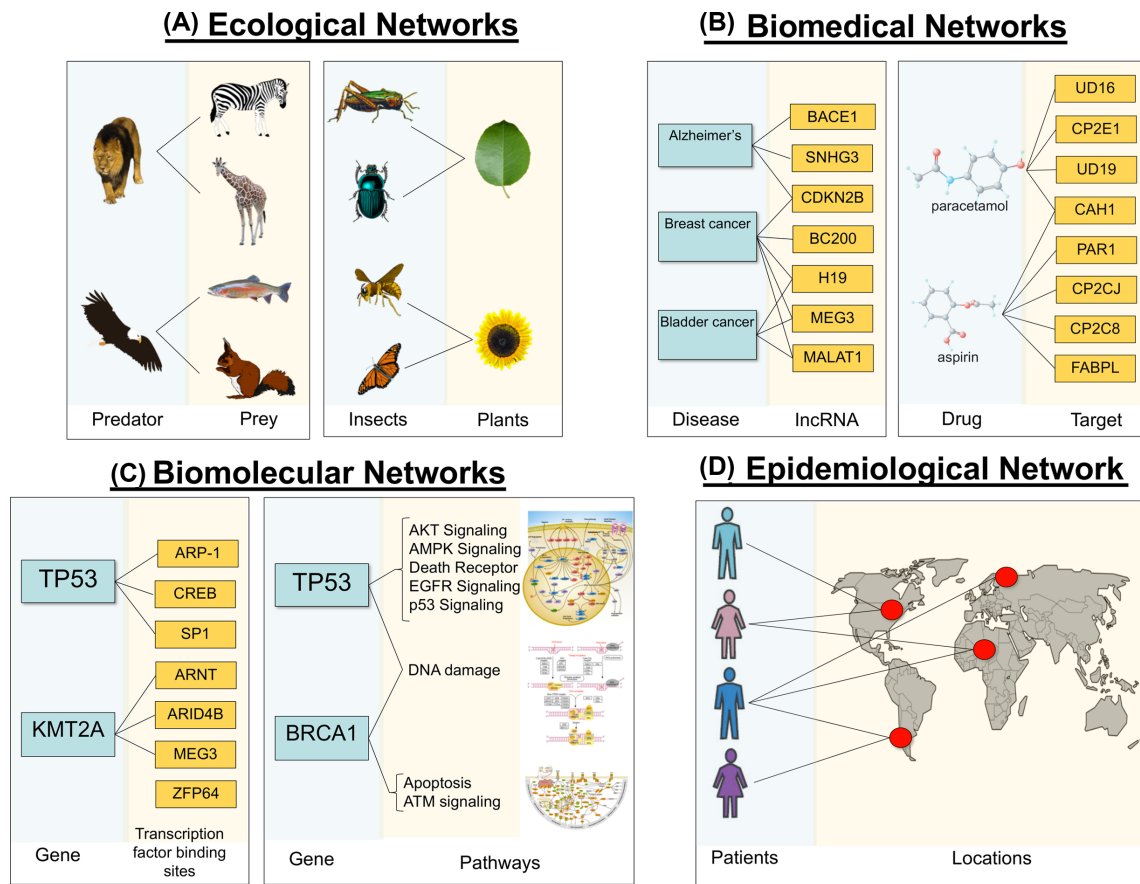 (A) Ecological Networks
Predator
Prey
Insects
Plants
(B) Biomedical Networks
Alzheimer's
Breast cancer
Bladder cancer
BACE1
SNHG3
CDKN2B
BC200
H19
MEG3
MALAT1
Disease
lncRNA
paracetamol
aspirin
UD16
CP2E1
UD19
CAH1
PAR1
CP2CJ
CP2C8
FABPL
Drug
Target
(C) Biomolecular Networks
TP53
KMT2A
ARP-1
CREB
SP1
ARNT
ARID4B
MEG3
ZFP64
Gene
Transcription
factor binding
sites
TP53
BRCA1
AKT Signaling
AMPK Signaling
Death Receptor
EGFR Signaling
p53 Signaling
DNA damage
Apoptosis
ATM signaling
Gene
Pathways
(D) Epidemiological Network
Patients
Locations